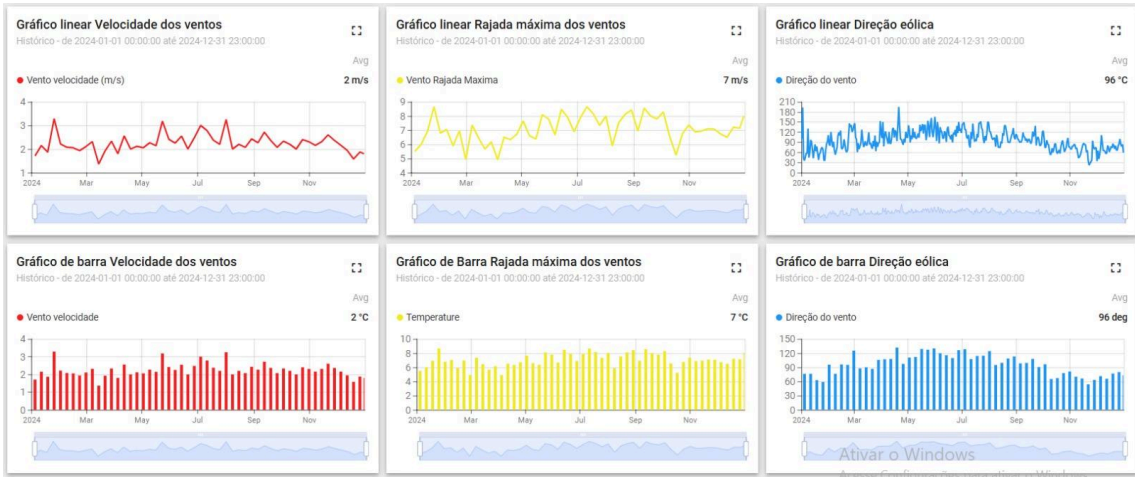 Gráfico linear Velocidade dos ventos
Histórico - de 2024-01-01 00:00:00 até 2024-12-31 23:00:00
Avg
Vento velocidade (m/s) 2 m/s
4
3
2
1
2024 Mar May Jul Sep Nov
Gráfico linear Rajada máxima dos ventos
Histórico - de 2024-01-01 00:00:00 até 2024-12-31 23:00:00
Avg
Vento Rajada Maxima 7 m/s
9
8
7
6
5
4
2024 Mar May Jul Sep Nov
Gráfico linear Direção eólica
Histórico - de 2024-01-01 00:00:00 até 2024-12-31 23:00:00
Avg
Direção do vento 96 °C
210
180
150
120
90
60
30
0
2024 Mar May Jul Sep Nov
Gráfico de barra Velocidade dos ventos
Histórico - de 2024-01-01 00:00:00 até 2024-12-31 23:00:00
Avg
Vento velocidade 2 °C
4
3
2
1
0
2024 Mar May Jul Sep Nov
Gráfico de Barra Rajada máxima dos ventos
Histórico - de 2024-01-01 00:00:00 até 2024-12-31 23:00:00
Avg
Temperature 7 °C
10
8
6
4
2
0
2024 Mar May Jul Sep Nov
Gráfico de barra Direção eólica
Histórico - de 2024-01-01 00:00:00 até 2024-12-31 23:00:00
Avg
Direção do vento 96 deg
150
120
90
60
30
0
2024 Mar May Jul Sep Nov
Ativar o Windows